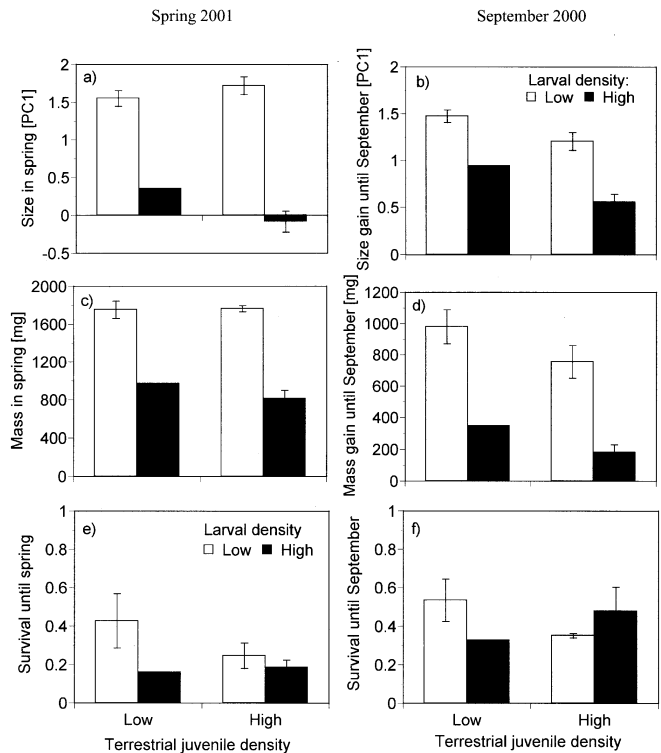 Spring 2001
September 2000
a)
Size in spring [PC1]
2
1.5
1
0.5
0
-0.5
b)
Larval density:
Low High
Size gain until September [PC1]
2
1.5
1
0.5
0
c)
Mass in spring [mg]
2000
1600
1200
800
400
0
d)
Mass gain until September [mg]
1200
1000
800
600
400
200
0
e)
Larval density
Low High
Survival until spring
1
0.8
0.6
0.4
0.2
0
Low High
Terrestrial juvenile density
f)
Survival until September
1
0.8
0.6
0.4
0.2
0
Low High
Terrestrial juvenile density